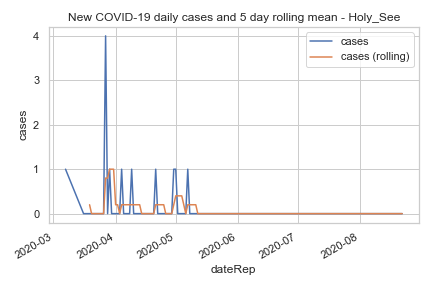 New COVID-19 daily cases and 5 day rolling mean - Holy_See
cases
cases (rolling)
cases
4
3
2
1
0
2020-03
2020-04
2020-05
2020-06
2020-07
2020-08
dateRep